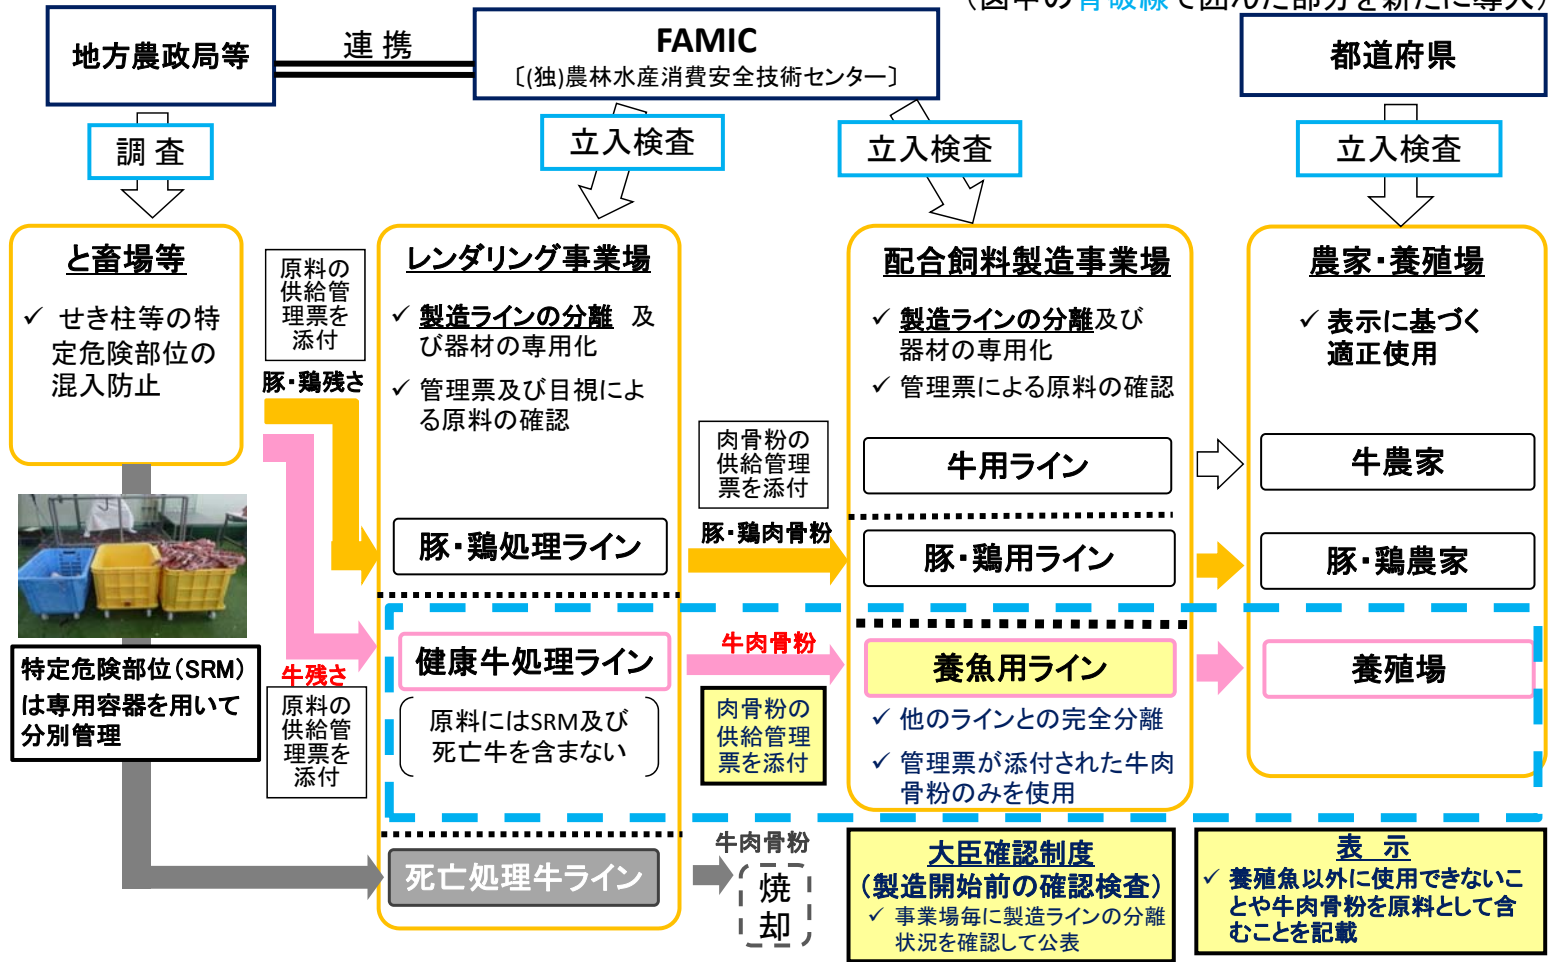 (図中の青破線で囲んだ部分を新たに導入)
地方農政局等
連 携
FAMIC
〔(独)農林水産消費安全技術センター〕
都道府県
調 査
立入検査
立入検査
立入検査
と畜場等
✓ せき柱等の特
定危険部位の
混入防止
原料の
供給管
理票を
添付
豚・鶏残さ
レンダリング事業場
✓ 製造ラインの分離 及
び器材の専用化
✓ 管理票及び目視によ
る原料の確認
肉骨粉の
供給管理
票を添付
豚・鶏肉骨粉
配合飼料製造事業場
✓ 製造ラインの分離及び
器材の専用化
✓ 管理票による原料の確認
農家・養殖場
✓ 表示に基づく
適正使用
牛用ライン
牛農家
豚・鶏処理ライン
豚・鶏用ライン
豚・鶏農家
特定危険部位(SRM)
は専用容器を用いて
分別管理
牛残さ
原料の
供給管
理票を
添付
健康牛処理ライン
原料にはSRM及び
死亡牛を含まない
牛肉骨粉
肉骨粉の
供給管理
票を添付
養魚用ライン
✓ 他のラインとの完全分離
✓ 管理票が添付された牛肉
骨粉のみを使用
養殖場
死亡処理牛ライン
牛肉骨粉
焼
却
大臣確認制度
(製造開始前の確認検査)
✓ 事業場毎に製造ラインの分離
状況を確認して公表
表 示
✓ 養殖魚以外に使用できないこ
とや牛肉骨粉を原料として含
むことを記載